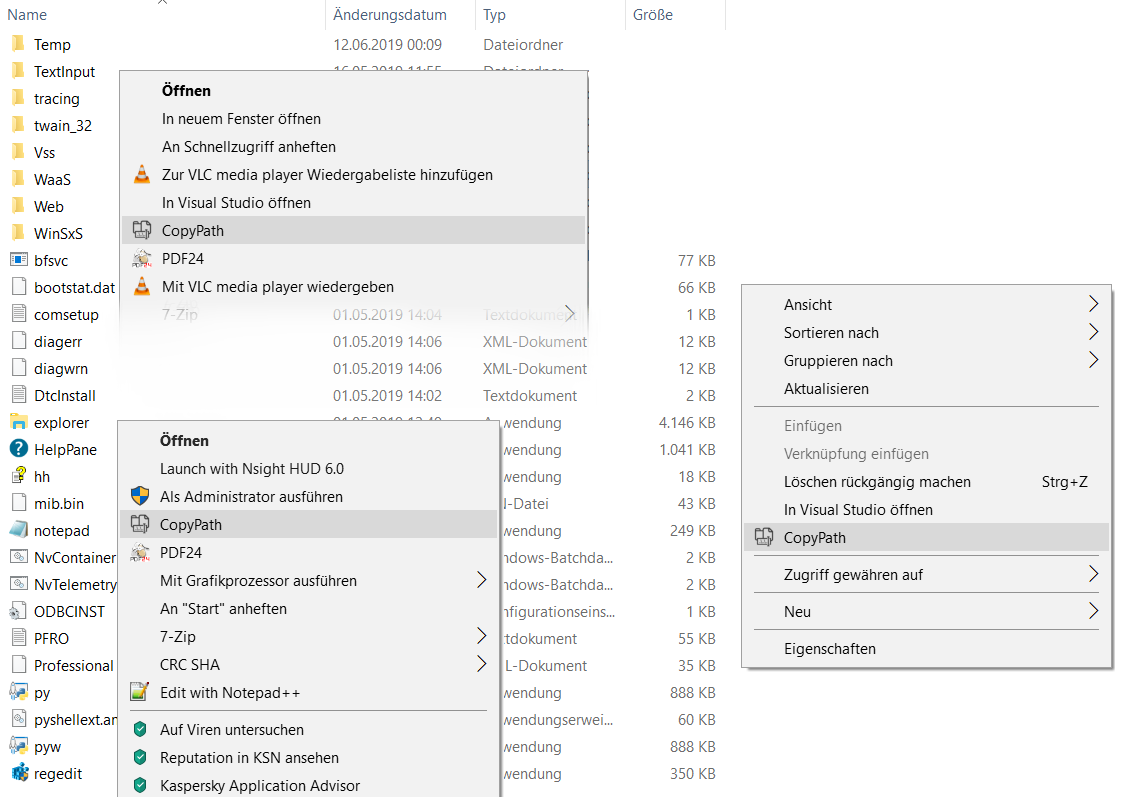 Name Änderungsdatum Typ Größe
Temp 12.06.2019 00:09 Dateiordner
TextInput 16.05.2019 11:55 Dateiordner
tracing
twain_32
Vss
WaaS
Web
WinSxS
bfsvc 77 KB
bootstat.dat 66 KB
comsetup 01.05.2019 14:04 Textdokument 1 KB
diagerr 01.05.2019 14:06 XML-Dokument 12 KB
diagwrn 01.05.2019 14:06 XML-Dokument 12 KB
DtcInstall 01.05.2019 14:02 Textdokument 2 KB
explorer wendung 4.146 KB
HelpPane wendung 1.041 KB
hh wendung 18 KB
mib.bin N-Datei 43 KB
notepad wendung 249 KB
NvContainer ndows-Batchda... 2 KB
NvTelemetry ndows-Batchda... 2 KB
ODBCINST nfigurationseins... 1 KB
PFRO tdokument 55 KB
Professional L-Dokument 35 KB
py wendung 888 KB
pyshellext.am wendungserwei... 60 KB
pyw wendung 888 KB
regedit wendung 350 KB
Öffnen
In neuem Fenster öffnen
An Schnellzugriff anheften
Zur VLC media player Wiedergabeliste hinzufügen
In Visual Studio öffnen
CopyPath
PDF24
Mit VLC media player wiedergeben
7-Zip
Öffnen
Launch with Nsight HUD 6.0
Als Administrator ausführen
CopyPath
PDF24
Mit Grafikprozessor ausführen
An "Start" anheften
7-Zip
CRC SHA
Edit with Notepad++
Auf Viren untersuchen
Reputation in KSN ansehen
Kaspersky Application Advisor
Ansicht
Sortieren nach
Gruppieren nach
Aktualisieren
Einfügen
Verknüpfung einfügen
Löschen rückgängig machen Strg+Z
In Visual Studio öffnen
CopyPath
Zugriff gewähren auf
Neu
Eigenschaften